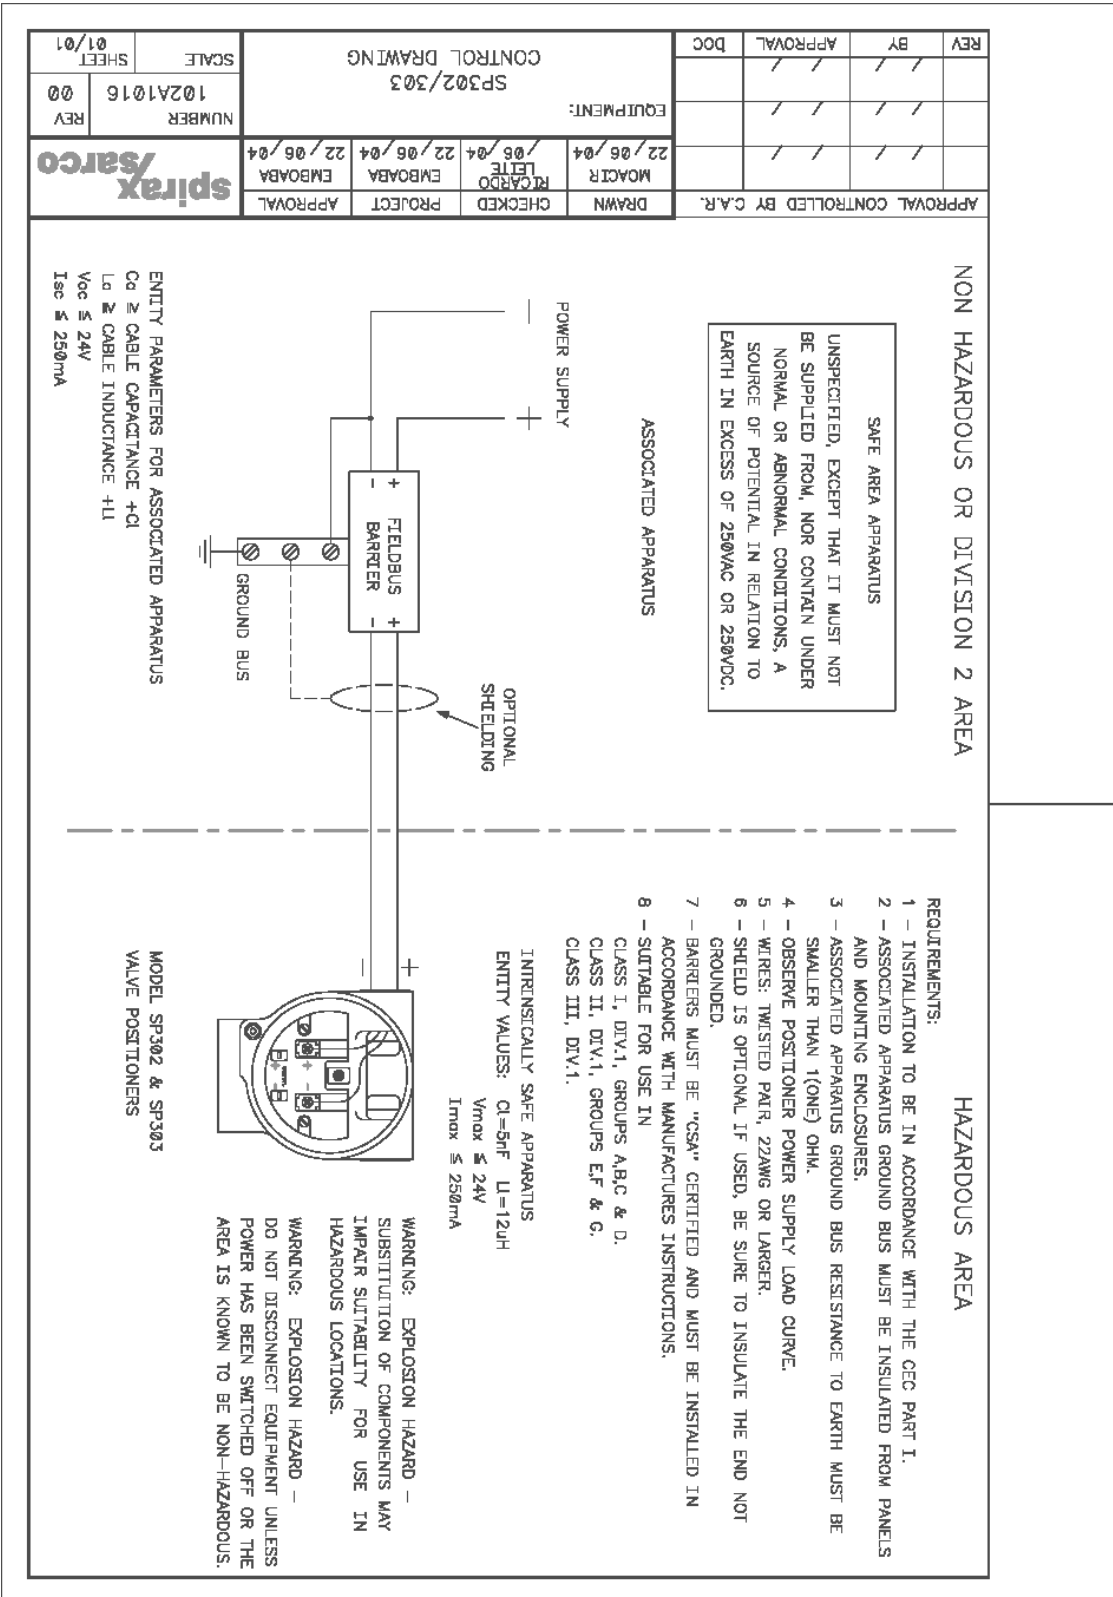 NON HAZARDOUS OR DIVISION 2 AREA
SAFE AREA APPARATUS
UNSPECIFIED, EXCEPT THAT IT MUST NOT
BE SUPPLIED FROM, NOR CONTAIN UNDER
NORMAL OR ABNORMAL CONDITIONS, A
SOURCE OF POTENTIAL IN RELATION TO
EARTH IN EXCESS OF 250VAC OR 250VDC.
ASSOCIATED APPARATUS
POWER SUPPLY
− +
+ −
FIELDBUS
BARRIER
+ −
OPTIONAL
SHIELDING
GROUND BUS
ENTITY PARAMETERS FOR ASSOCIATED APPARATUS
Ca ≥ CABLE CAPACITANCE +Ci
La ≥ CABLE INDUCTANCE +Li
Voc ≤ 24V
Isc ≤ 250mA
HAZARDOUS AREA
REQUIREMENTS:
1 − INSTALLATION TO BE IN ACCORDANCE WITH THE CEC PART I.
2 − ASSOCIATED APPARATUS GROUND BUS MUST BE INSULATED FROM PANELS
AND MOUNTING ENCLOSURES.
3 − ASSOCIATED APPARATUS GROUND BUS RESISTANCE TO EARTH MUST BE
SMALLER THAN 1(ONE) OHM.
4 − OBSERVE POSITIONER POWER SUPPLY LOAD CURVE.
5 − WIRES: TWISTED PAIR, 22AWG OR LARGER.
6 − SHIELD IS OPTIONAL IF USED, BE SURE TO INSULATE THE END NOT
GROUNDED.
7 − BARRIERS MUST BE "CSA" CERTIFIED AND MUST BE INSTALLED IN
ACCORDANCE WITH MANUFACTURES INSTRUCTIONS.
8 − SUITABLE FOR USE IN
CLASS I, DIV.1, GROUPS A,B,C & D.
CLASS II, DIV.1, GROUPS E,F & G.
CLASS III, DIV.1.
INTRINSICALLY SAFE APPARATUS
ENTITY VALUES: Ci=5nF Li=12uH
Vmax ≤ 24V
Imax ≤ 250mA
+ −
MODEL SP302 & SP303
VALVE POSITIONERS
WARNING: EXPLOSION HAZARD −
SUBSTITUITION OF COMPONENTS MAY
IMPAIR SUITABILITY FOR USE IN
HAZARDOUS LOCATIONS.
WARNING: EXPLOSION HAZARD −
DO NOT DISCONNECT EQUIPMENT UNLESS
POWER HAS BEEN SWITCHED OFF OR THE
AREA IS KNOWN TO BE NON−HAZARDOUS.
APPROVAL CONTROLLED BY C.A.R.
REV BY APPROVAL DOC
DRAWN CHECKED PROJECT APPROVAL
MOACIR RICARDO LEITE EMBOABA EMBOABA
22/06/04 /06/04 22/06/04 22/06/04
spirax
/sarco
EQUIPMENT:
SP302/303
CONTROL DRAWING
NUMBER REV
102A1016 00
SCALE SHEET
01/01